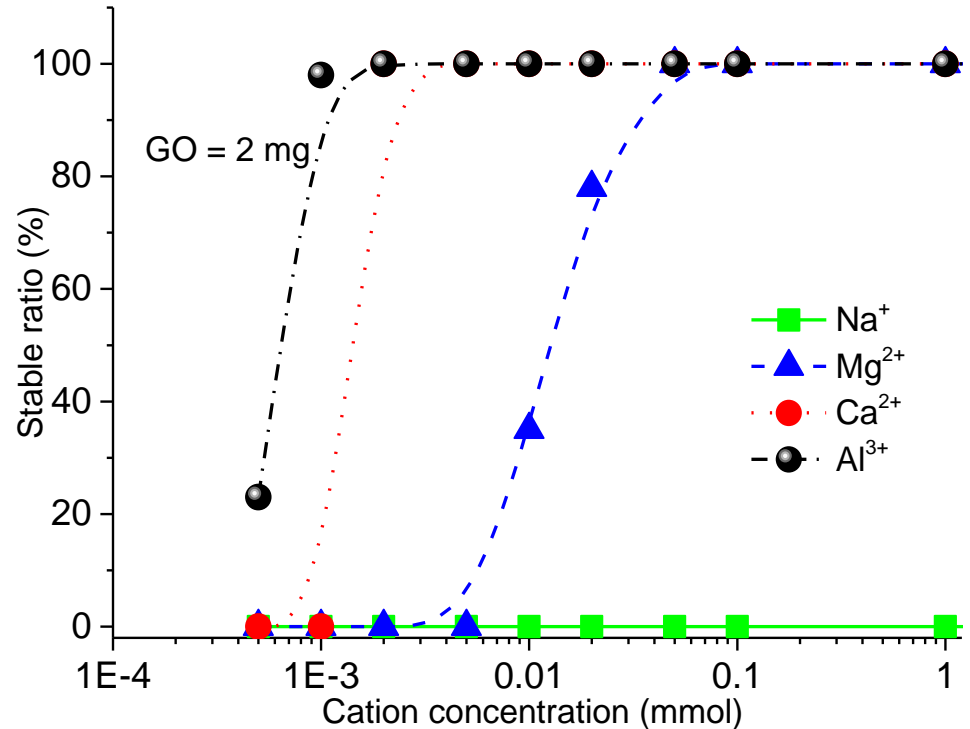 100
80
60
40
20
0
Stable ratio (%)
GO = 2 mg
Na⁺
Mg²⁺
Ca²⁺
Al³⁺
1E-4 1E-3 0.01 0.1 1
Cation concentration (mmol)